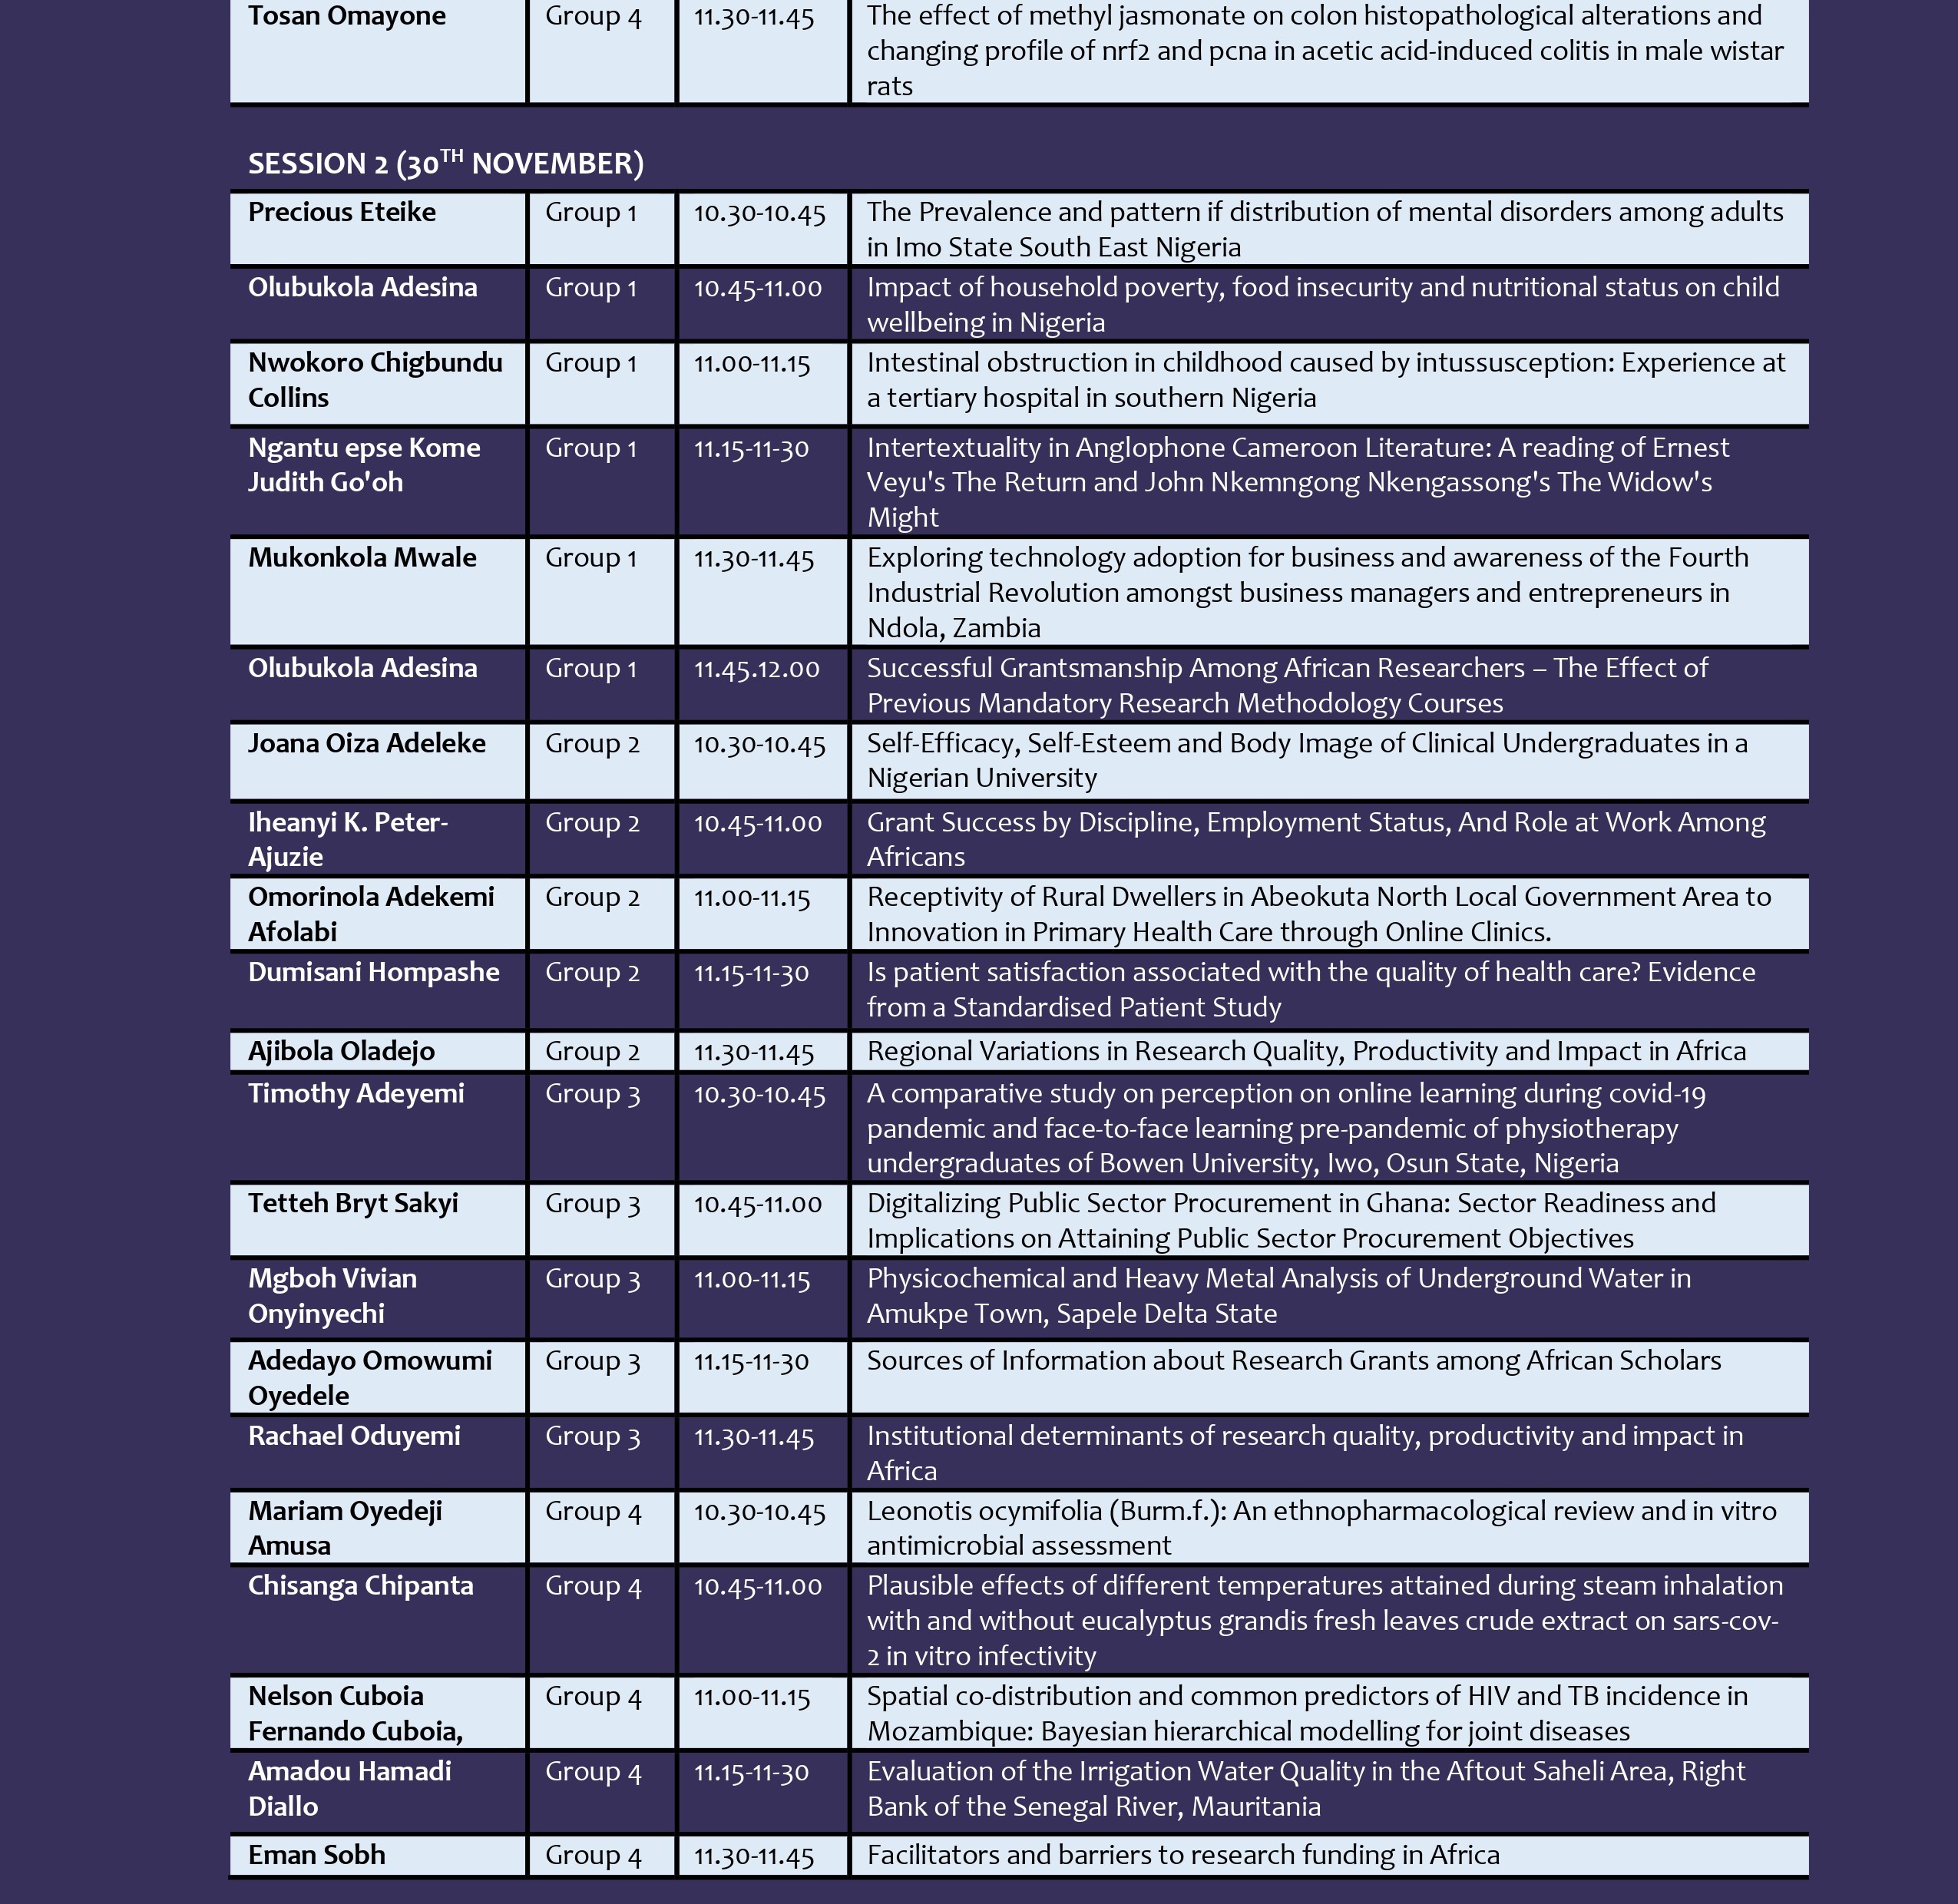 Tosan Omayone Group 4 11.30-11.45 The effect of methyl jasmonate on colon histopathological alterations and
changing profile of nrf2 and pcna in acetic acid-induced colitis in male wistar
rats
SESSION 2 (30TH NOVEMBER)
Precious Eteike Group 1 10.30-10.45 The Prevalence and pattern if distribution of mental disorders among adults
in Imo State South East Nigeria
Olubukola Adesina Group 1 10.45-11.00 Impact of household poverty, food insecurity and nutritional status on child
wellbeing in Nigeria
Nwokoro Chigbundu Group 1 11.00-11.15 Intestinal obstruction in childhood caused by intussusception: Experience at
Collins a tertiary hospital in southern Nigeria
Ngantu epse Kome Group 1 11.15-11-30 Intertextuality in Anglophone Cameroon Literature: A reading of Ernest
Judith Go'oh Veyu's The Return and John Nkemngong Nkengassong's The Widow's
Might
Mukonkola Mwale Group 1 11.30-11.45 Exploring technology adoption for business and awareness of the Fourth
Industrial Revolution amongst business managers and entrepreneurs in
Ndola, Zambia
Olubukola Adesina Group 1 11.45.12.00 Successful Grantsmanship Among African Researchers – The Effect of
Previous Mandatory Research Methodology Courses
Joana Oiza Adeleke Group 2 10.30-10.45 Self-Efficacy, Self-Esteem and Body Image of Clinical Undergraduates in a
Nigerian University
Iheanyi K. Peter- Group 2 10.45-11.00 Grant Success by Discipline, Employment Status, And Role at Work Among
Ajuzie Africans
Omorinola Adekemi Group 2 11.00-11.15 Receptivity of Rural Dwellers in Abeokuta North Local Government Area to
Afolabi Innovation in Primary Health Care through Online Clinics.
Dumisani Hompashe Group 2 11.15-11-30 Is patient satisfaction associated with the quality of health care? Evidence
from a Standardised Patient Study
Ajibola Oladejo Group 2 11.30-11.45 Regional Variations in Research Quality, Productivity and Impact in Africa
Timothy Adeyemi Group 3 10.30-10.45 A comparative study on perception on online learning during covid-19
pandemic and face-to-face learning pre-pandemic of physiotherapy
undergraduates of Bowen University, Iwo, Osun State, Nigeria
Tetteh Bryt Sakyi Group 3 10.45-11.00 Digitalizing Public Sector Procurement in Ghana: Sector Readiness and
Implications on Attaining Public Sector Procurement Objectives
Mgboh Vivian Group 3 11.00-11.15 Physicochemical and Heavy Metal Analysis of Underground Water in
Onyinyechi Amukpe Town, Sapele Delta State
Adedayo Omowumi Group 3 11.15-11-30 Sources of Information about Research Grants among African Scholars
Oyedele
Rachael Oduyemi Group 3 11.30-11.45 Institutional determinants of research quality, productivity and impact in
Africa
Mariam Oyedeji Group 4 10.30-10.45 Leonotis ocymifolia (Burm.f.): An ethnopharmacological review and in vitro
Amusa antimicrobial assessment
Chisanga Chipanta Group 4 10.45-11.00 Plausible effects of different temperatures attained during steam inhalation
with and without eucalyptus grandis fresh leaves crude extract on sars-cov-
2 in vitro infectivity
Nelson Cuboia Group 4 11.00-11.15 Spatial co-distribution and common predictors of HIV and TB incidence in
Fernando Cuboia, Mozambique: Bayesian hierarchical modelling for joint diseases
Amadou Hamadi Group 4 11.15-11-30 Evaluation of the Irrigation Water Quality in the Aftout Saheli Area, Right
Diallo Bank of the Senegal River, Mauritania
Eman Sobh Group 4 11.30-11.45 Facilitators and barriers to research funding in Africa